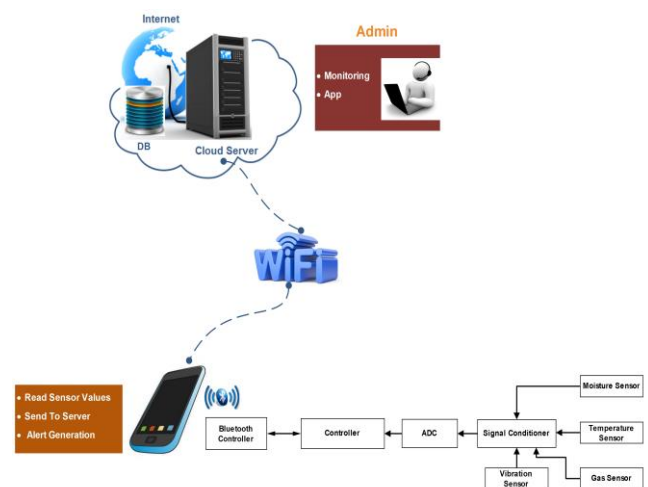 Internet
DB
Cloud Server
Admin
• Monitoring
• App
WiFi
• Read Sensor Values
• Send To Server
• Alert Generation
Bluetooth
Controller
Controller
ADC
Signal Conditioner
Moisture Sensor
Temperature
Sensor
Vibration
Sensor
Gas Sensor